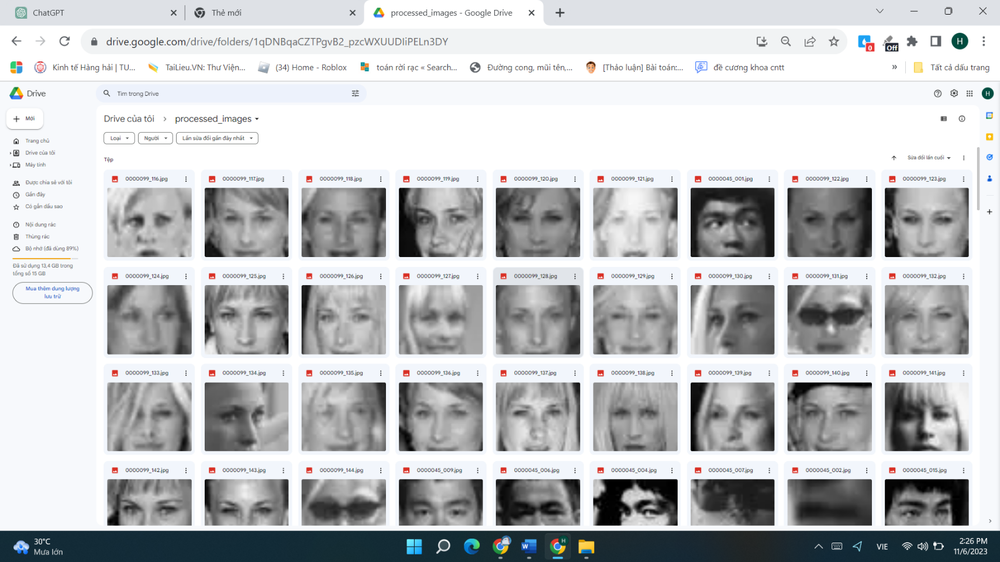 ChatGPT
Thẻ mới
processed_images - Google Drive
drive.google.com/drive/folders/1qDNBqaCZTPgvB2_pzcWXUUDIiPELn3DY
0
Off
H
Kinh tế Hàng hải | TU...
TaiLieu.VN: Thư Viện...
(34) Home - Roblox
toán rời rạc « Search...
Đường cong, mũi tên,...
[Thảo luận] Bài toán:...
đề cương khoa cntt
»
Tất cả dấu trang
Drive
Tìm trong Drive
H
Mới
Trang chủ
Drive của tôi
Máy tính
Được chia sẻ với tôi
Gần đây
Có gắn dấu sao
Nội dung rác
Thùng rác
Bộ nhớ (đã dùng 89%)
Đã sử dụng 13,4 GB trong
tổng số 15 GB
Mua thêm dung lượng
lưu trữ
Drive của tôi > processed_images
Loại
Người
Lần sửa đổi gần đây nhất
Tệp
Sửa đổi lần cuối
0000099_116.jpg
0000099_117.jpg
0000099_118.jpg
0000099_119.jpg
0000099_120.jpg
0000099_121.jpg
0000045_001.jpg
0000099_122.jpg
0000099_123.jpg
0000099_124.jpg
0000099_125.jpg
0000099_126.jpg
0000099_127.jpg
0000099_128.jpg
0000099_129.jpg
0000099_130.jpg
0000099_131.jpg
0000099_132.jpg
0000099_133.jpg
0000099_134.jpg
0000099_135.jpg
0000099_136.jpg
0000099_137.jpg
0000099_138.jpg
0000099_139.jpg
0000099_140.jpg
0000099_141.jpg
0000099_142.jpg
0000099_143.jpg
0000099_144.jpg
0000045_009.jpg
0000045_006.jpg
0000045_004.jpg
0000045_007.jpg
0000045_002.jpg
0000045_015.jpg
30°C
Mưa lớn
VIE
2:26 PM
11/6/2023